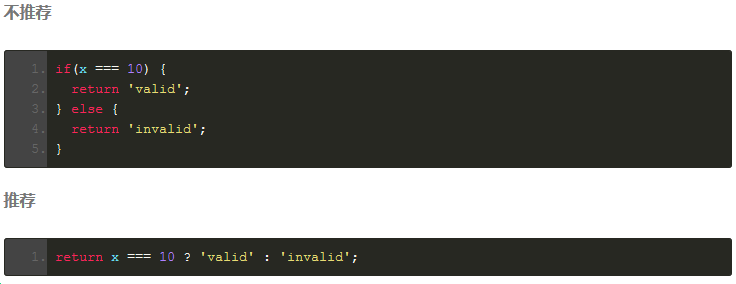 不推荐
1. if(x === 10) {
2.   return 'valid';
3. } else {
4.   return 'invalid';
5. }
推荐
1. return x === 10 ? 'valid' : 'invalid';